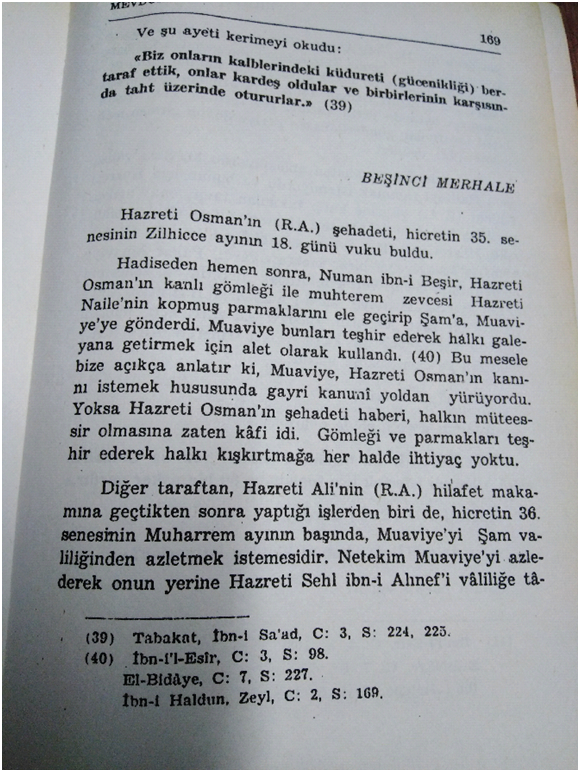 169
Ve şu ayeti kerimeyi okudu:
«Biz onların kalblerindeki küdureti (gücenikliği) ber-
taraf ettik, onlar kardeş oldular ve birbirlerinin karşısın-
da taht üzerinde otururlar.» (39)
BEŞİNCİ MERHALE
Hazreti Osman'ın (R.A.) şehadeti, hicretin 35. se-
nesinin Zilhicce ayının 18. günü vuku buldu.
Hadiseden hemen sonra, Numan ibn-i Beşir, Hazreti
Osman'ın kanlı gömleği ile muhterem zevcesi Hazreti
Naile'nin kopmuş parmaklarını ele geçirip Şam'a, Muavi-
ye'ye gönderdi. Muaviye bunları teşhir ederek halkı gale-
yana getirmek için alet olarak kullandı. (40) Bu mesele
bize açıkça anlatır ki, Muaviye, Hazreti Osman'ın kanı-
nı istemek hususunda gayri kanuni yoldan yürüyordu.
Yoksa Hazreti Osman'ın şehadeti haberi, halkın mütees-
sir olmasına zaten kâfi idi. Gömleği ve parmakları teş-
hir ederek halkı kışkırtmağa her halde ihtiyaç yoktu.
Diğer taraftan, Hazreti Ali'nin (R.A.) hilafet maka-
mına geçtikten sonra yaptığı işlerden biri de, hicretin 36.
senesinin Muharrem ayının başında, Muaviye'yi Şam va-
liliğinden azletmek istemesidir. Netekim Muaviye'yi azle-
derek onun yerine Hazreti Sehl ibn-i Ahnef'i vâliliğe tâ-
(39) Tabakat, İbn-i Sa'ad, C: 3, S: 224, 225.
(40) İbn-i'l-Esîr, C: 3, S: 98.
El-Bidâye, C: 7, S: 227.
İbn-i Haldun, Zeyl, C: 2, S: 169.